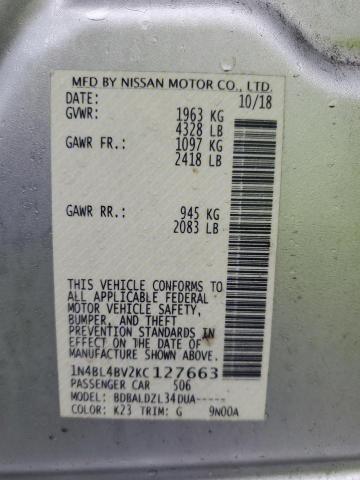 MFD BY NISSAN MOTOR CO., LTD.
DATE: 10/18
GVWR: 1963 KG
4328 LB
GAWR FR.: 1097 KG
2418 LB
GAWR RR.: 945 KG
2083 LB
THIS VEHICLE CONFORMS TO
ALL APPLICABLE FEDERAL
MOTOR VEHICLE SAFETY,
BUMPER, AND THEFT
PREVENTION STANDARDS IN
EFFECT ON THE DATE OF
MANUFACTURE SHOWN ABOVE.
1N4BL4BV2KC127663
PASSENGER CAR 506
MODEL: BDBALDZL34DUA-----
COLOR: K23 TRIM: G 9N00A